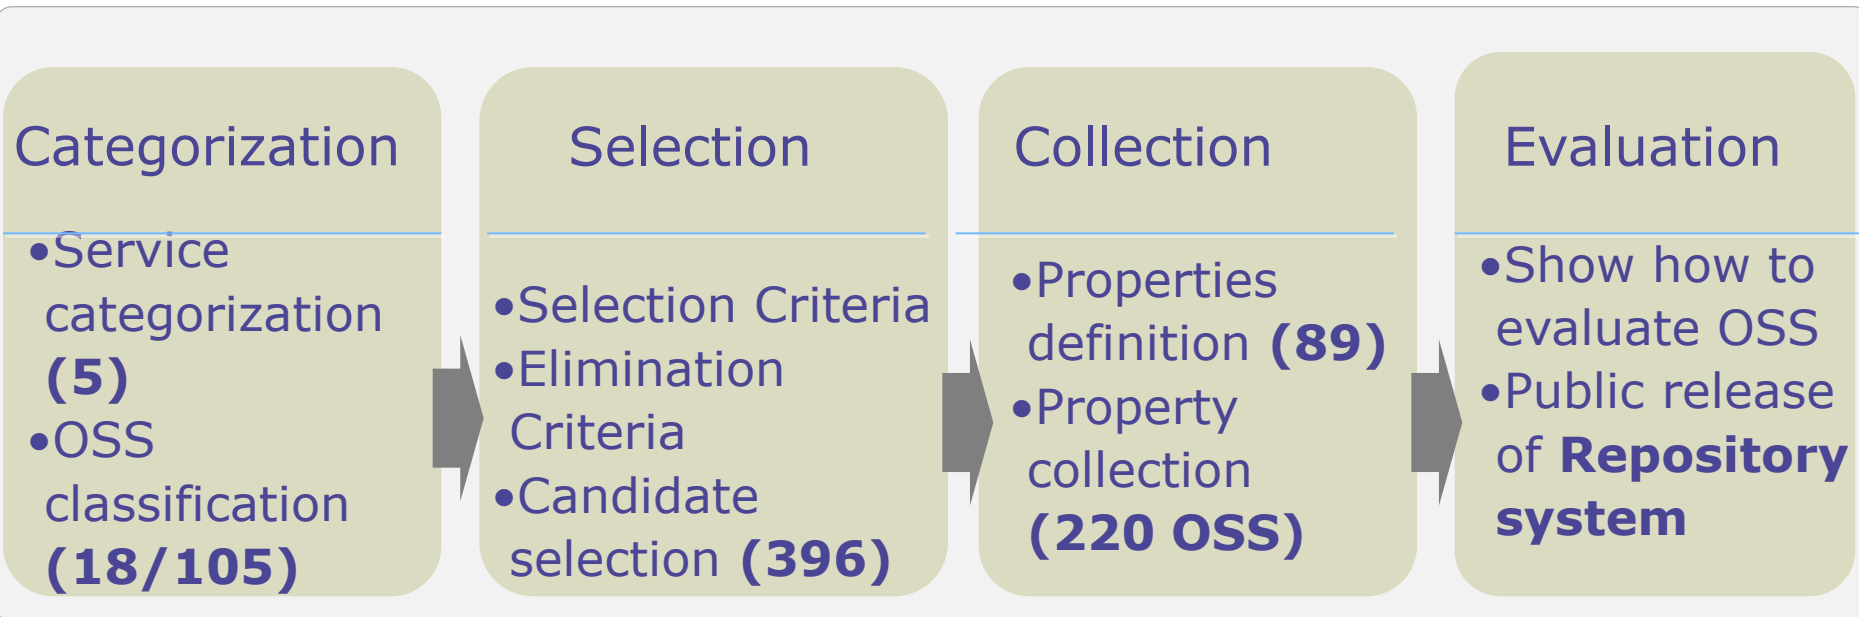 Categorization
•Service
categorization
(5)
•OSS
classification
(18/105)
Selection
•Selection Criteria
•Elimination
Criteria
•Candidate
selection (396)
Collection
•Properties
definition (89)
•Property
collection
(220 OSS)
Evaluation
•Show how to
evaluate OSS
•Public release
of Repository
system